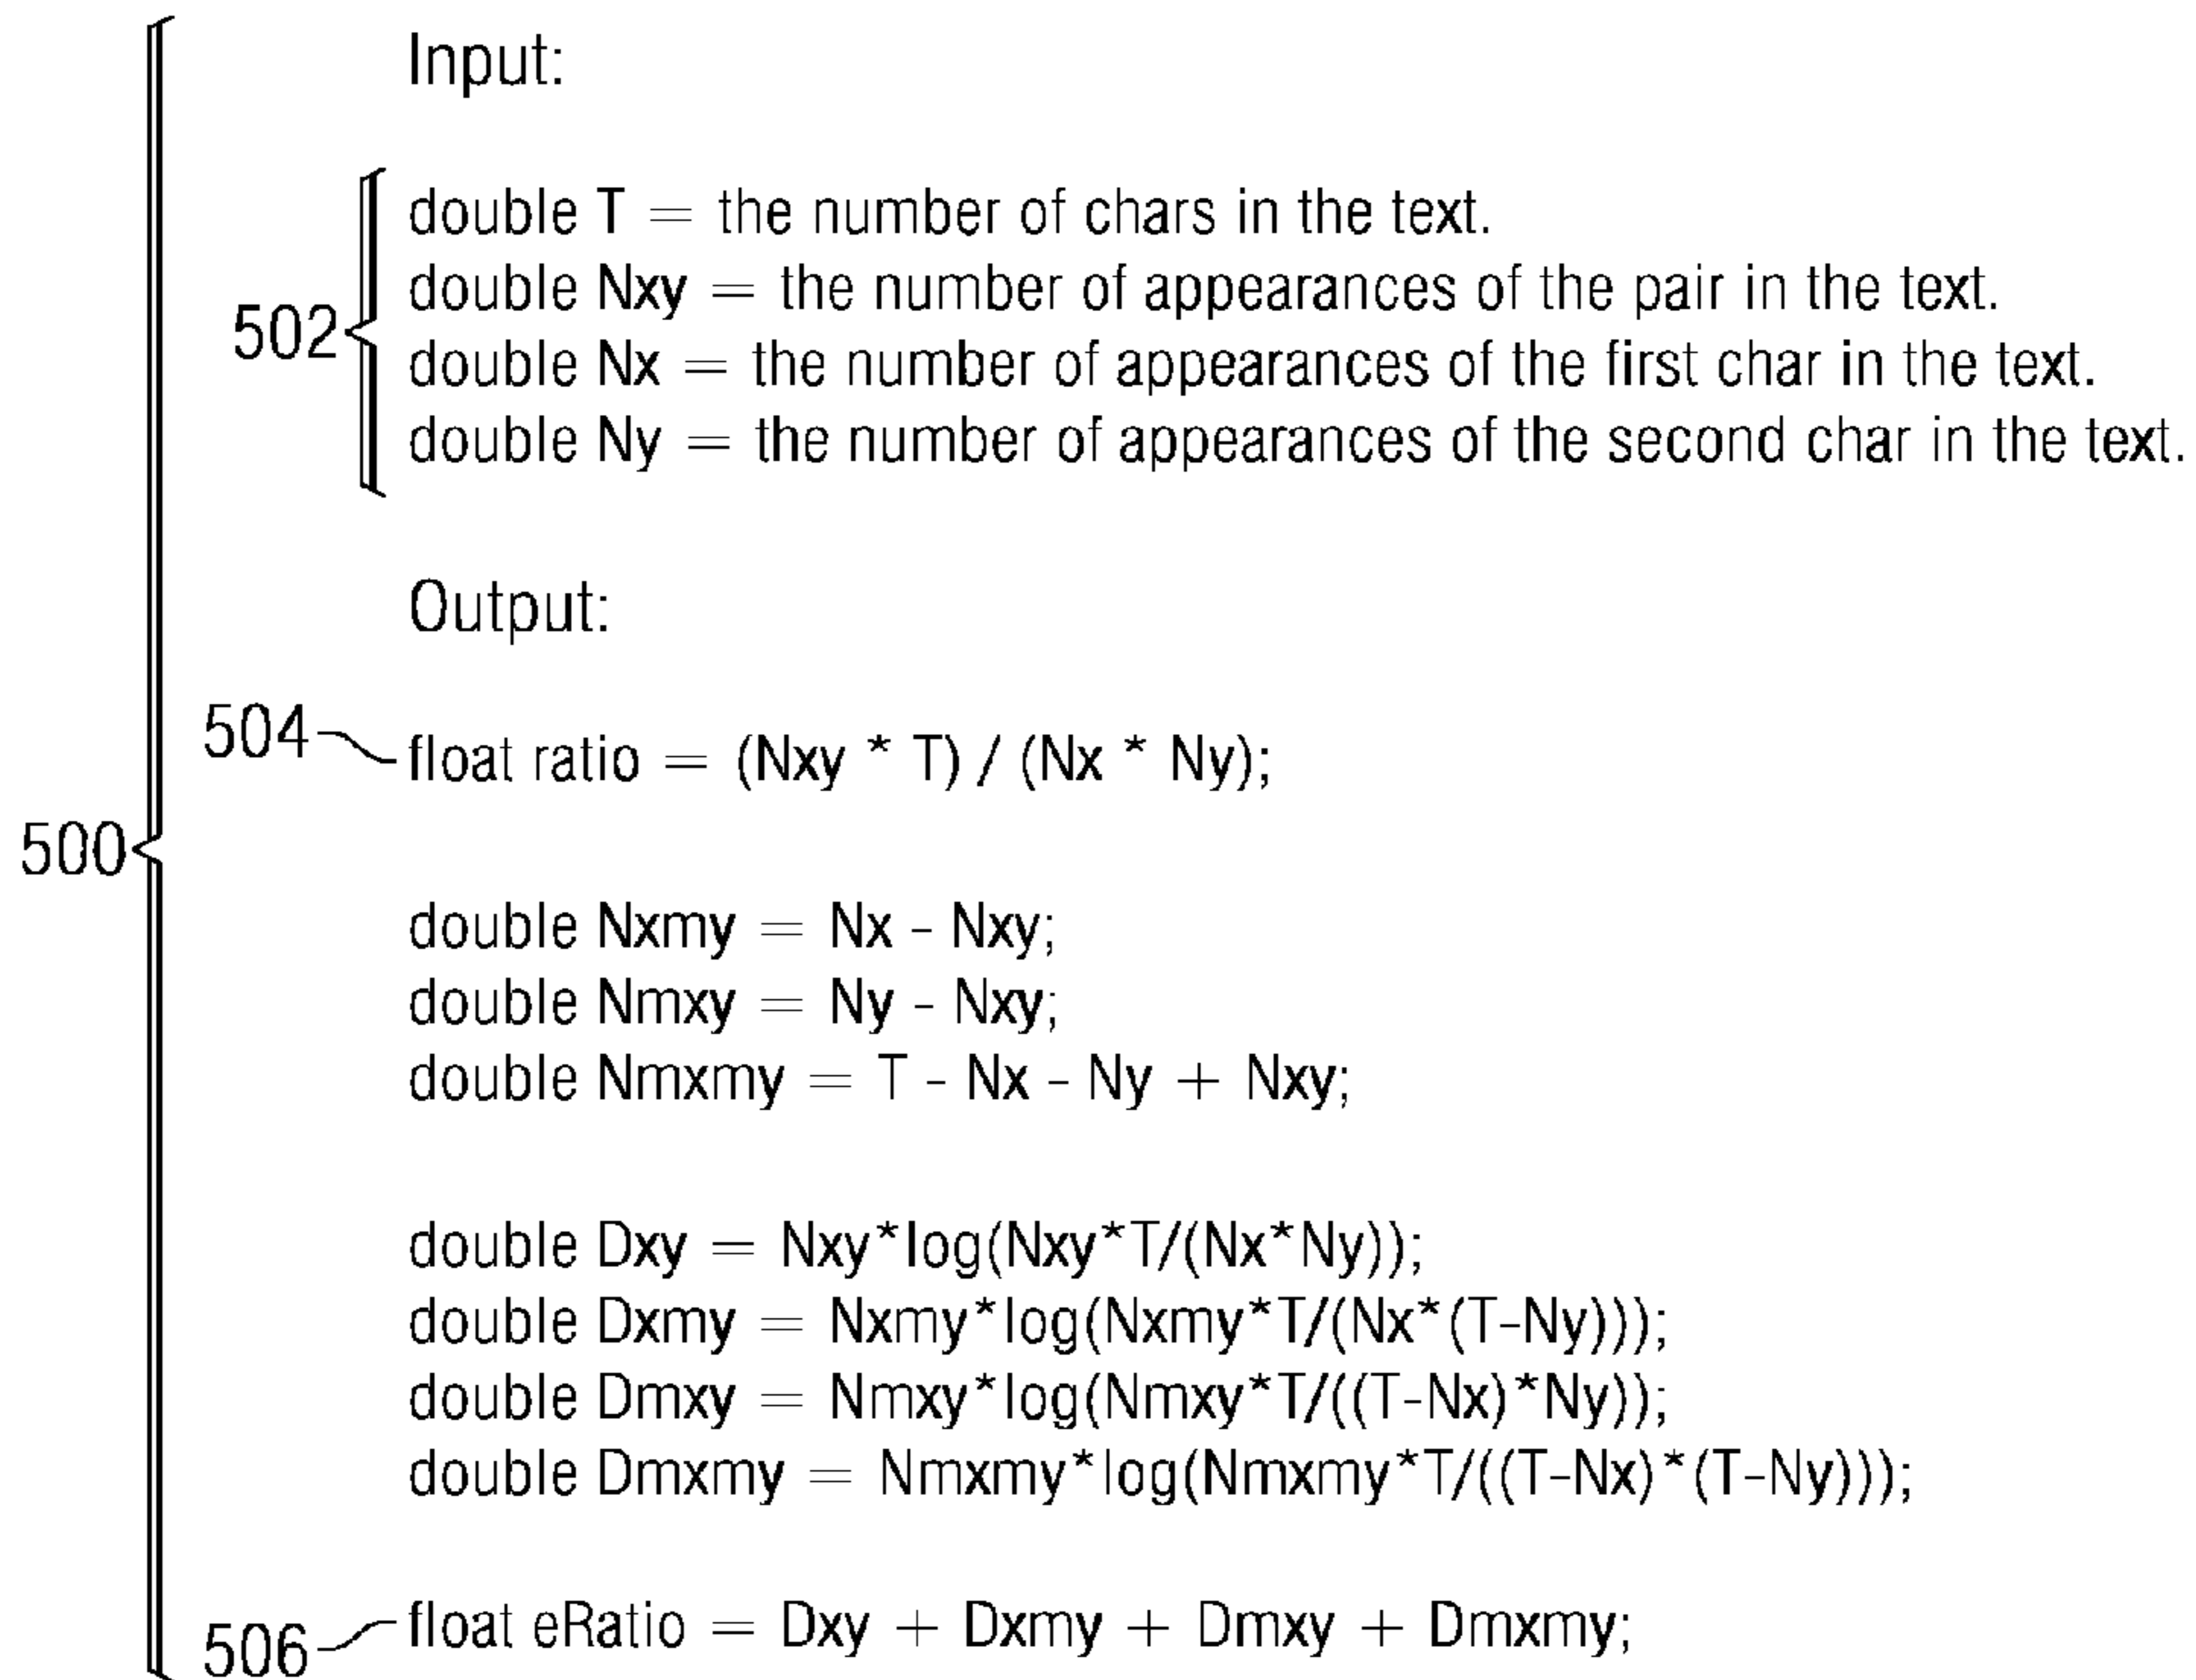 Input:
double T = the number of chars in the text.
double Nxy = the number of appearances of the pair in the text.
502
double Nx = the number of appearances of the first char in the text.
double Ny = the number of appearances of the second char in the text.
Output:
504
float ratio = (Nxy * T) / (Nx * Ny);
500
double Nxmy = Nx - Nxy;
double Nmxy = Ny - Nxy;
double Nmxmy = T - Nx - Ny + Nxy;
double Dxy = Nxy*log(Nxy*T/(Nx*Ny));
double Dxmy = Nxmy*log(Nxmy*T/(Nx*(T-Ny)));
double Dmxy = Nmxy*log(Nmxy*T/((T-Nx)*Ny));
double Dmxmy = Nmxmy*log(Nmxmy*T/((T-Nx)*(T-Ny)));
506
float eRatio = Dxy + Dxmy + Dmxy + Dmxmy;